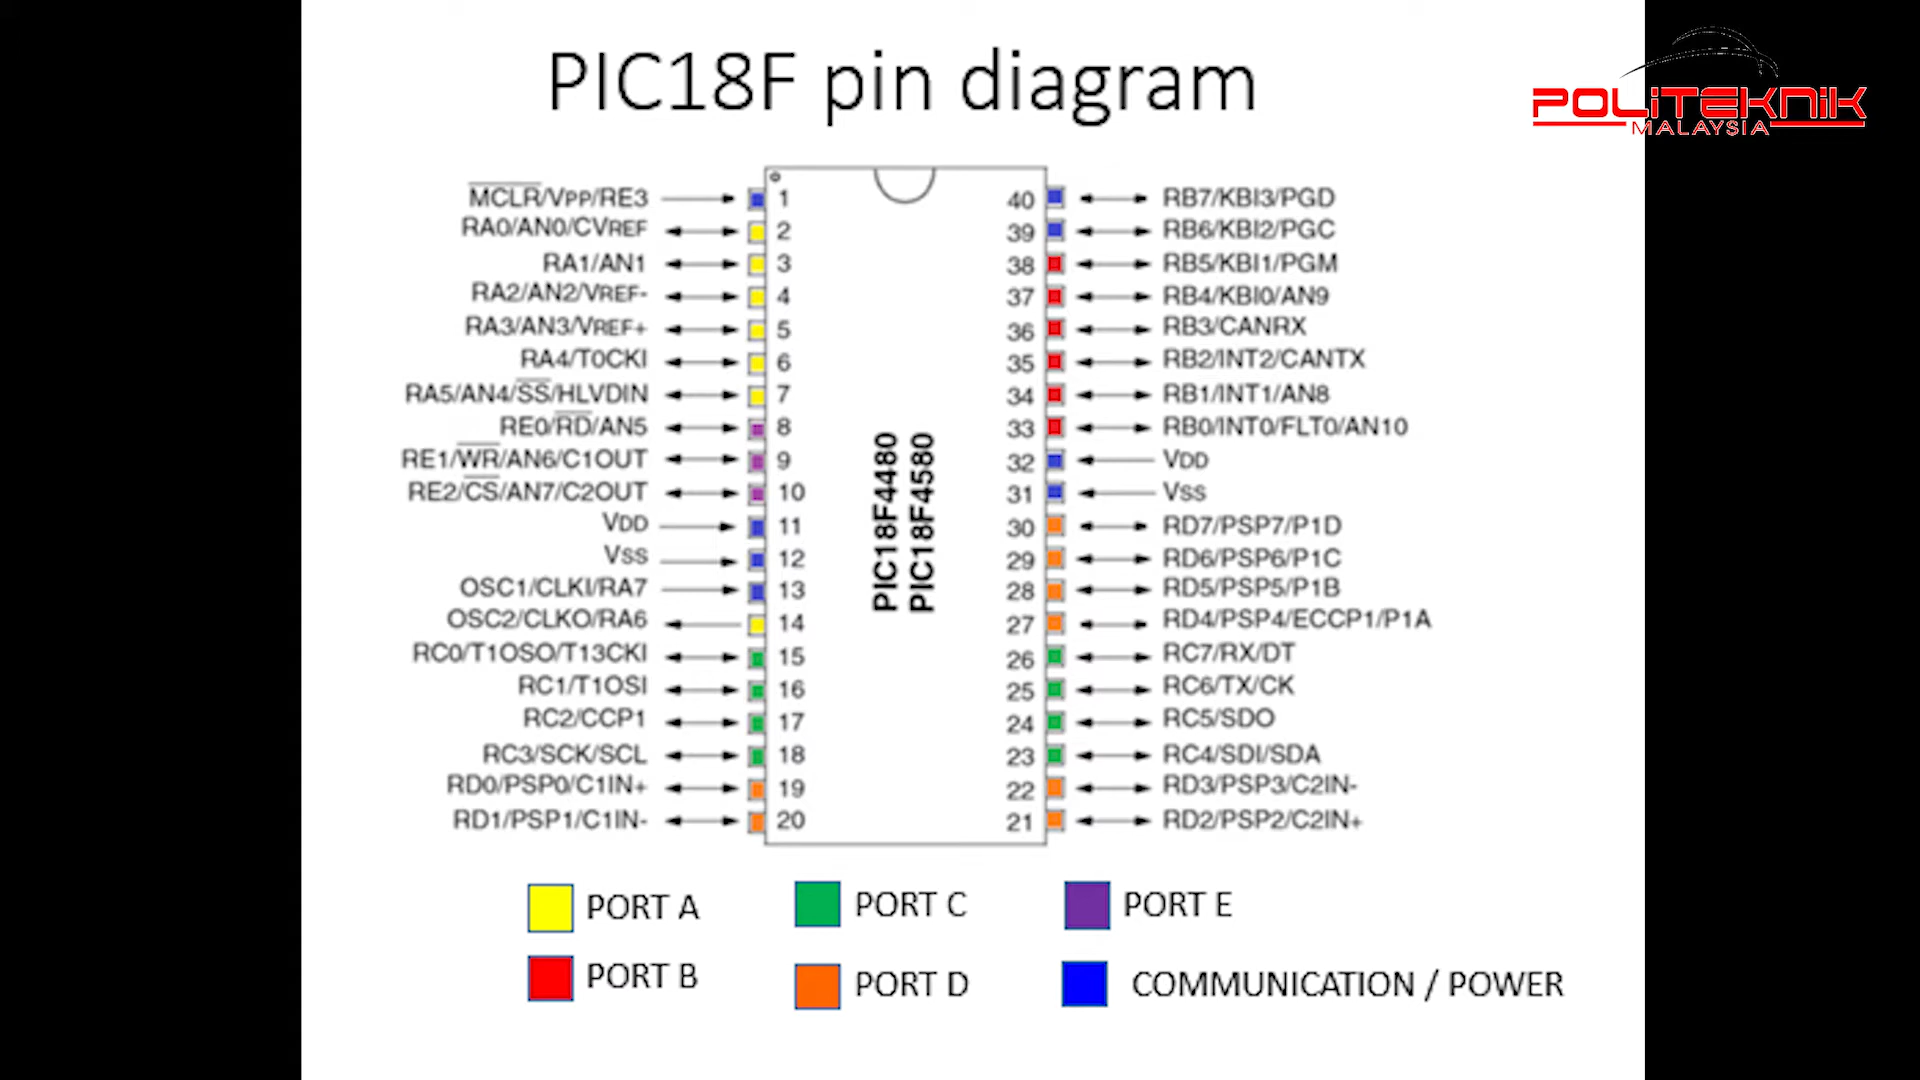 PIC18F pin diagram
POLITEKNIK
MALAYSIA
MCLR/VPP/RE3 1 40 RB7/KBI3/PGD
RA0/AN0/CVREF 2 39 RB6/KBI2/PGC
RA1/AN1 3 38 RB5/KBI1/PGM
RA2/AN2/VREF- 4 37 RB4/KBI0/AN9
RA3/AN3/VREF+ 5 36 RB3/CANRX
RA4/T0CKI 6 35 RB2/INT2/CANTX
RA5/AN4/SS/HLVDIN 7 34 RB1/INT1/AN8
RE0/RD/AN5 8 33 RB0/INT0/FLT0/AN10
RE1/WR/AN6/C1OUT 9 32 VDD
RE2/CS/AN7/C2OUT 10 31 VSS
VDD 11 30 RD7/PSP7/P1D
VSS 12 29 RD6/PSP6/P1C
OSC1/CLKI/RA7 13 28 RD5/PSP5/P1B
OSC2/CLKO/RA6 14 27 RD4/PSP4/ECCP1/P1A
RC0/T1OSO/T13CKI 15 26 RC7/RX/DT
RC1/T1OSI 16 25 RC6/TX/CK
RC2/CCP1 17 24 RC5/SDO
RC3/SCK/SCL 18 23 RC4/SDI/SDA
RD0/PSP0/C1IN+ 19 22 RD3/PSP3/C2IN-
RD1/PSP1/C1IN- 20 21 RD2/PSP2/C2IN+
PIC18F4480
PIC18F4580
PORT A PORT C PORT E
PORT B PORT D COMMUNICATION / POWER